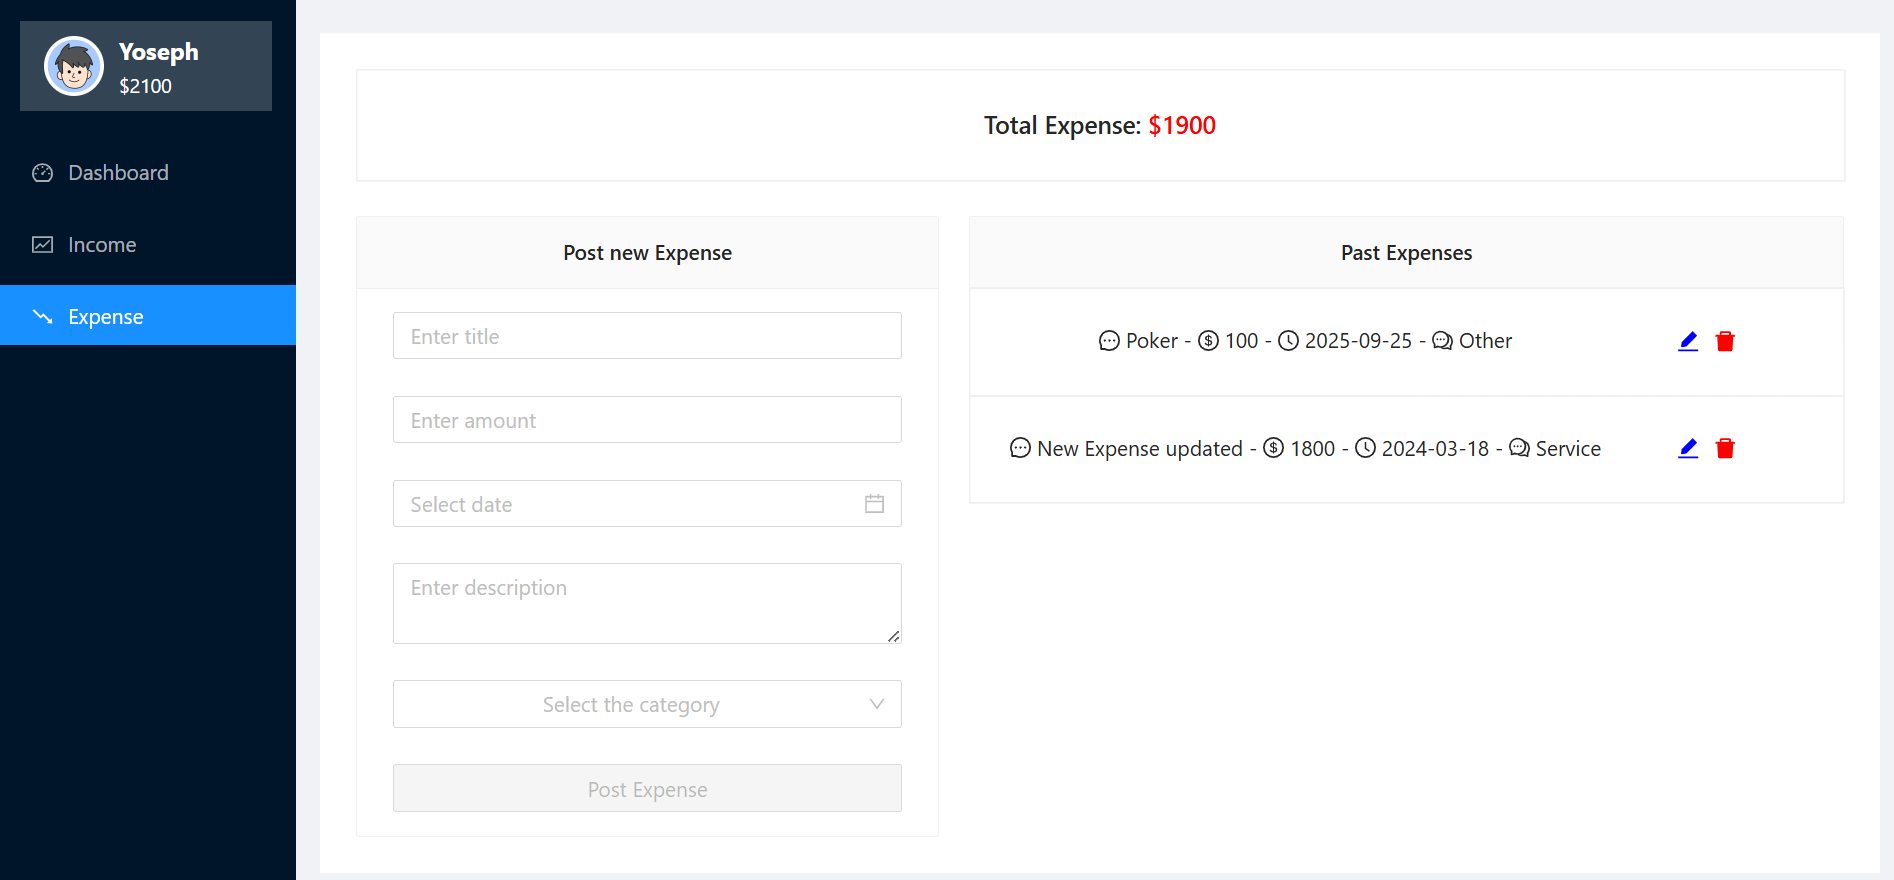 Yoseph
$2100
Dashboard
Income
Expense
Total Expense: $1900
Post new Expense
Enter title
Enter amount
Select date
Enter description
Select the category
Post Expense
Past Expenses
Poker - 100 - 2025-09-25 - Other
New Expense updated - 1800 - 2024-03-18 - Service